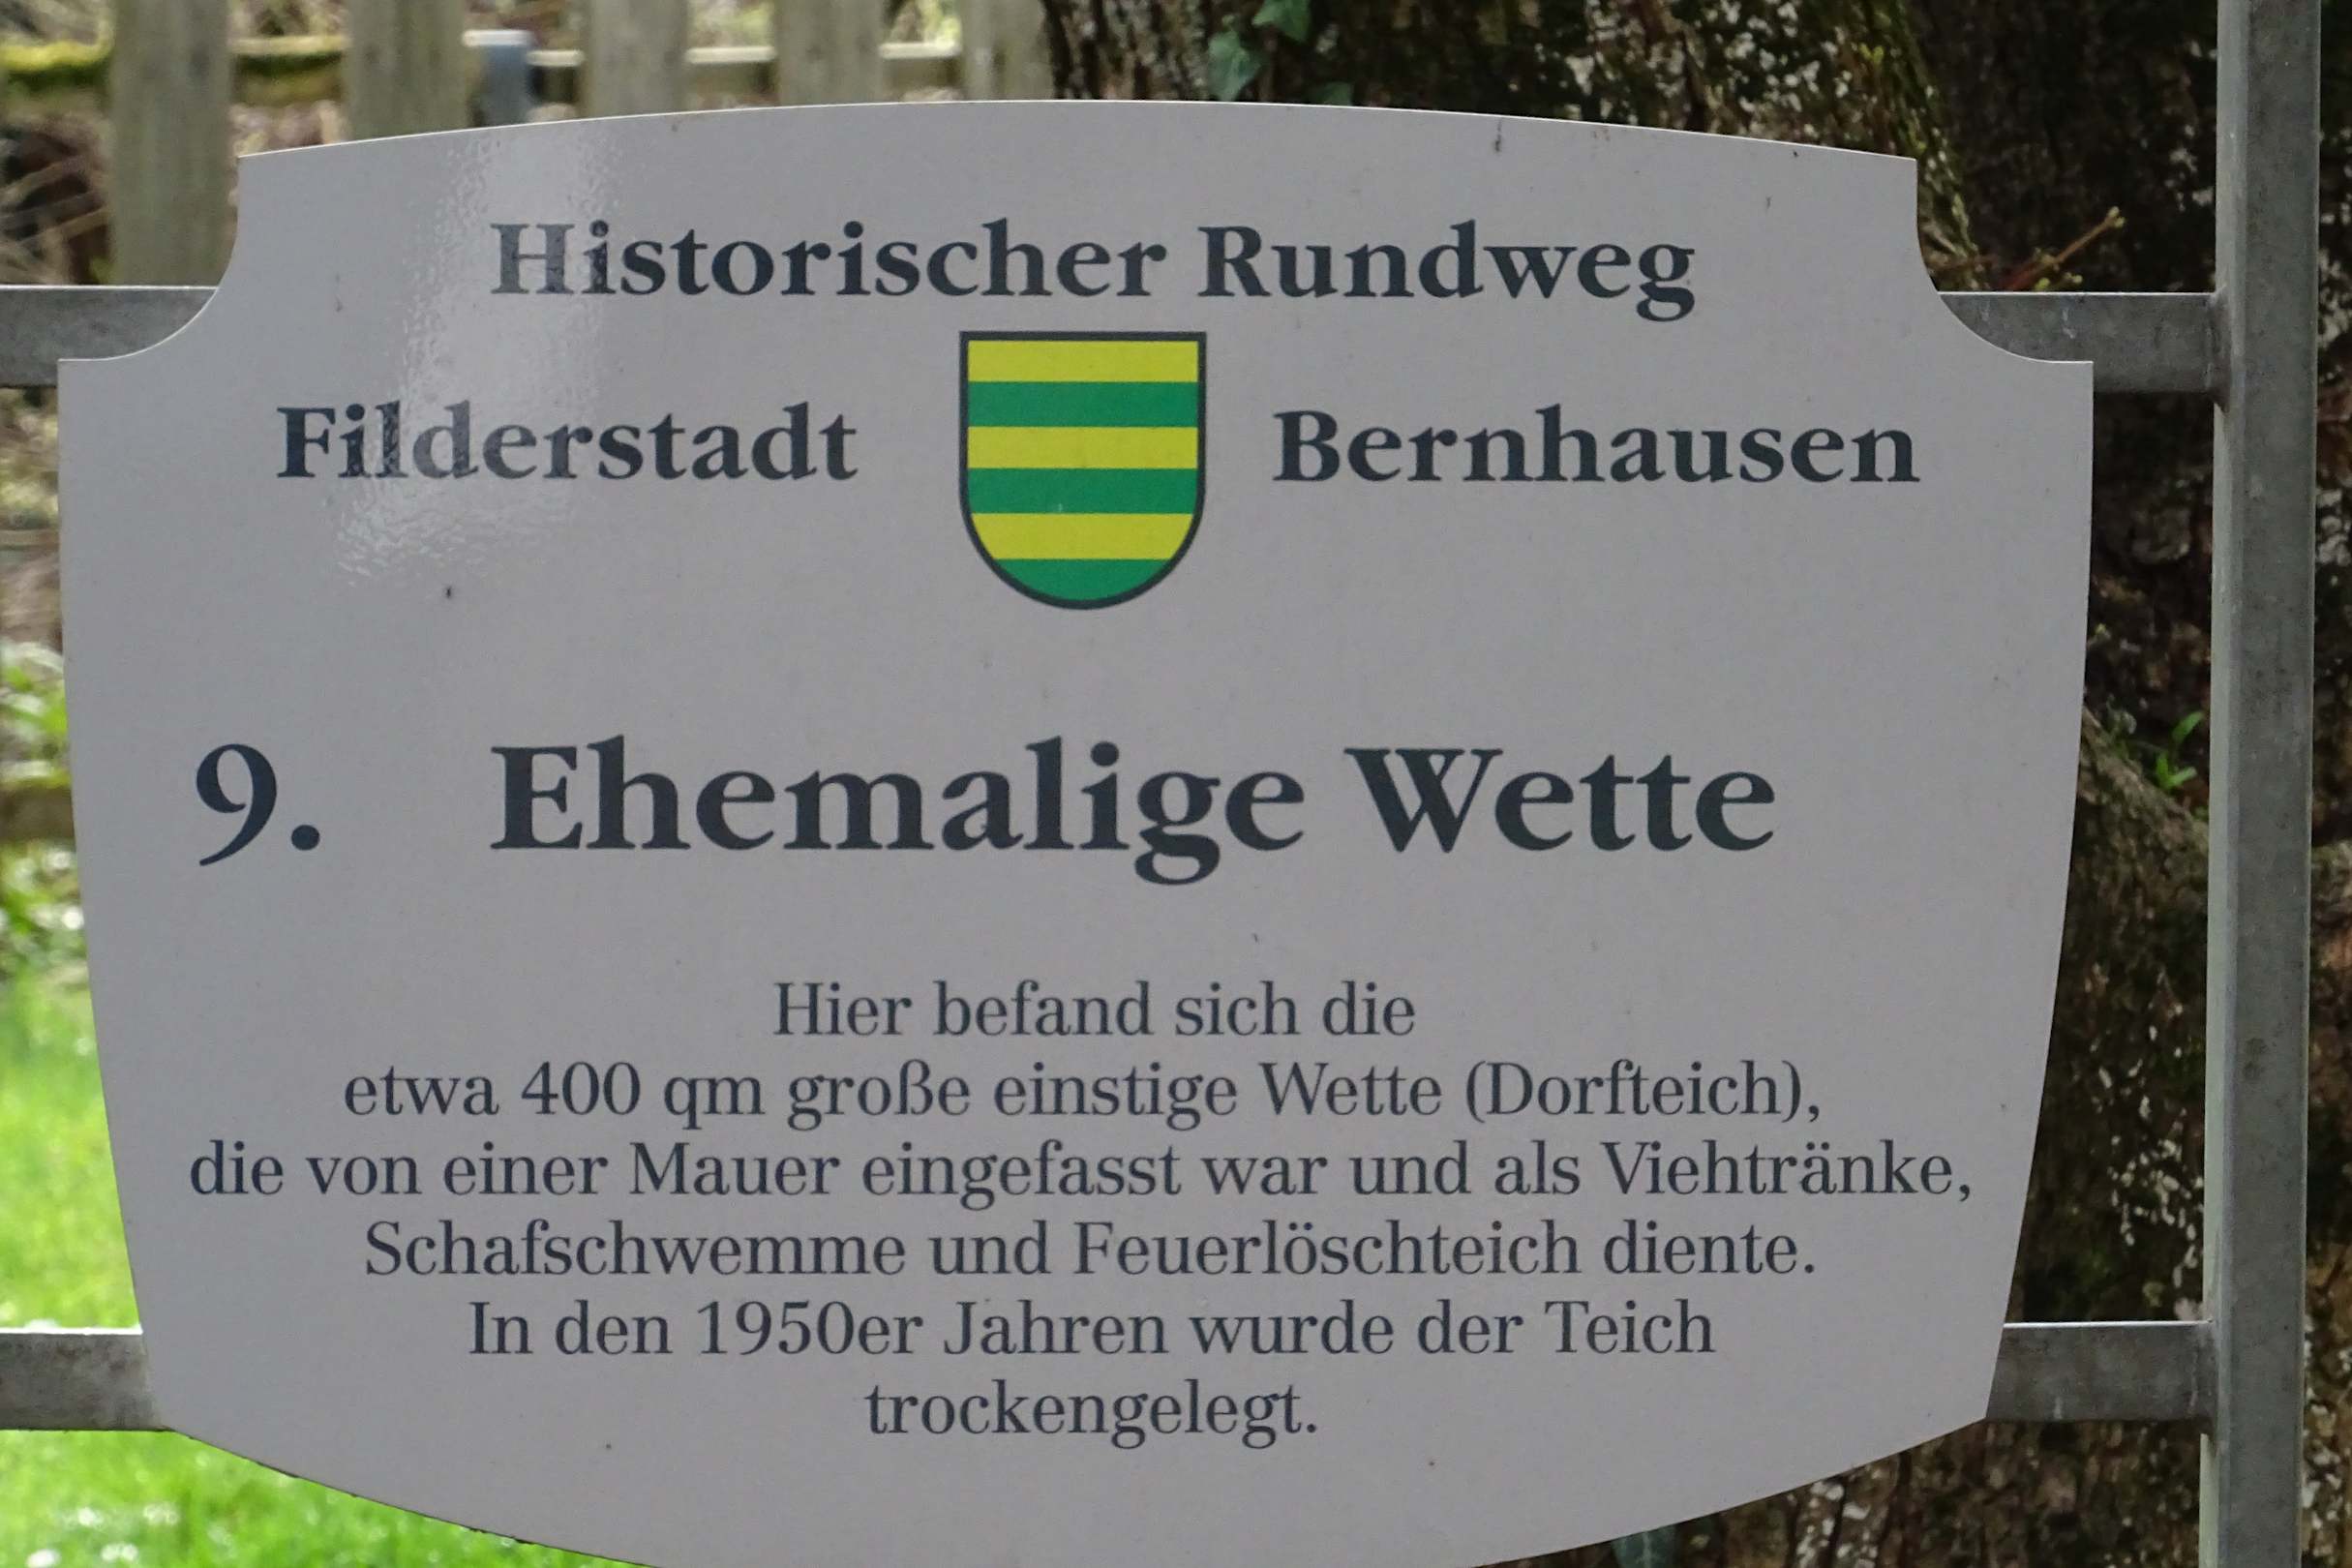 Historischer Rundweg
Filderstadt Bernhausen
9. Ehemalige Wette
Hier befand sich die
etwa 400 qm große einstige Wette (Dorfteich),
die von einer Mauer eingefasst war und als Viehtränke,
Schafschwemme und Feuerlöschteich diente.
In den 1950er Jahren wurde der Teich
trockengelegt.